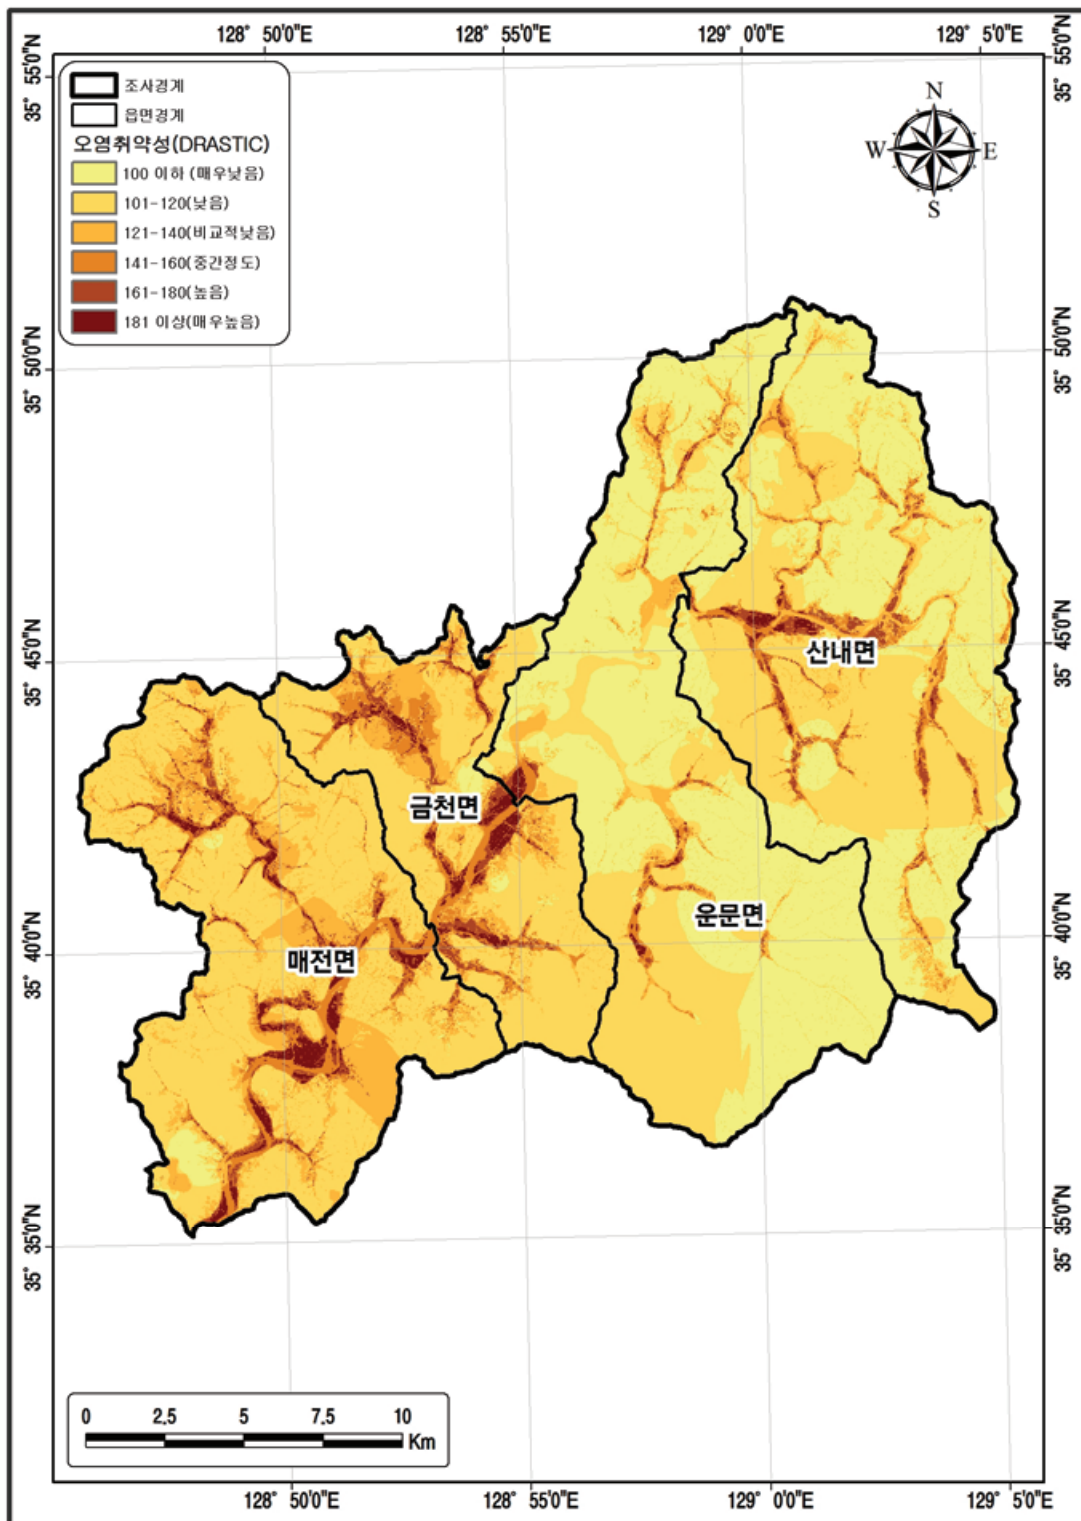 128° 50'0"E
128° 55'0"E
129° 0'0"E
129° 5'0"E
35° 55'0"N
35° 55'0"N
조사경계
읍면경계
오염취약성(DRASTIC)
100 이하 (매우낮음)
101-120(낮음)
121-140(비교적낮음)
141-160(중간정도)
161-180(높음)
181 이상(매우높음)
N
W
E
S
35° 50'0"N
35° 50'0"N
35° 45'0"N
35° 45'0"N
산내면
금천면
운문면
매전면
35° 40'0"N
35° 40'0"N
35° 35'0"N
35° 35'0"N
0 2.5 5 7.5 10
Km
128° 50'0"E
128° 55'0"E
129° 0'0"E
129° 5'0"E